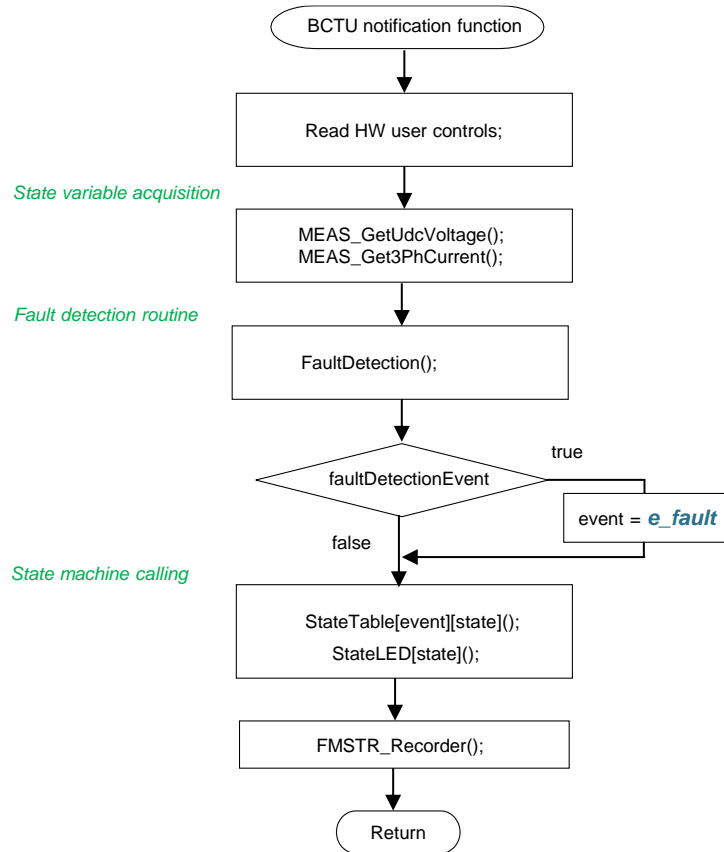 BCTU notification function
Read HW user controls;
State variable acquisition
MEAS_GetUdcVoltage();
MEAS_Get3PhCurrent();
Fault detection routine
FaultDetection();
true
faultDetectionEvent
event = e_fault
false
State machine calling
StateTable[event][state]();
StateLED[state]();
FMSTR_Recorder();
Return